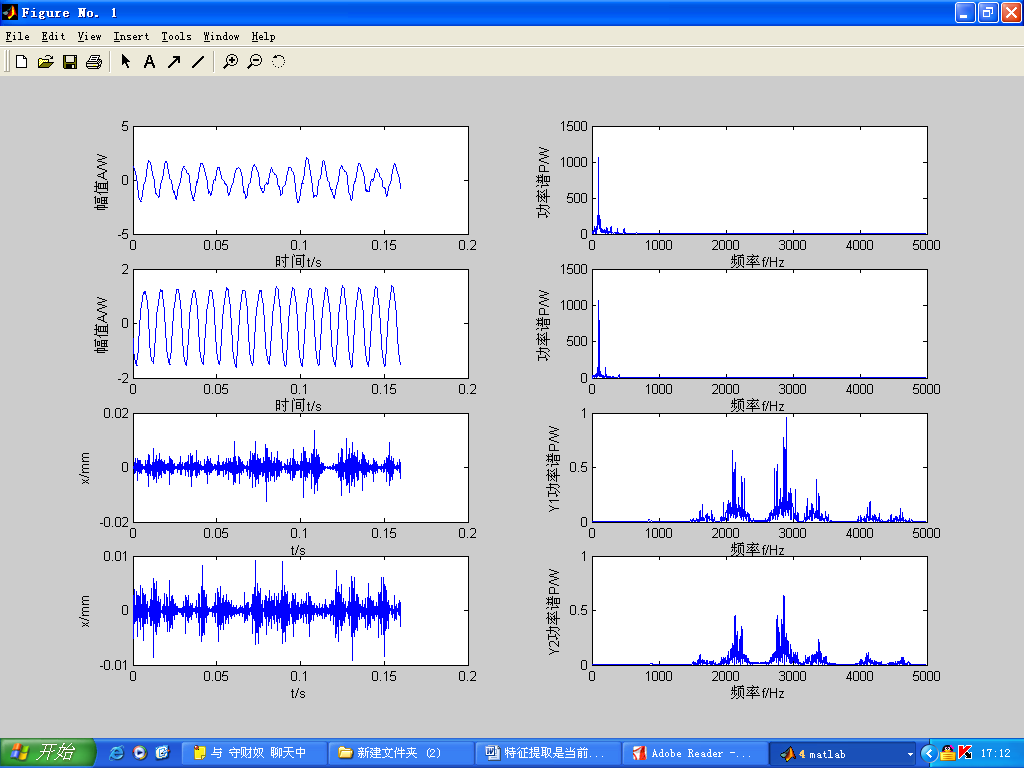 Figure No. 1
File Edit View Insert Tools Window Help
5
0
-5
幅值A/W
0 0.05 0.1 0.15 0.2
时间t/s
1500
1000
500
0
功率谱P/W
0 1000 2000 3000 4000 5000
频率f/Hz
2
0
-2
幅值A/W
0 0.05 0.1 0.15 0.2
时间t/s
1500
1000
500
0
功率谱P/W
0 1000 2000 3000 4000 5000
频率f/Hz
0.02
0
-0.02
x/mm
0 0.05 0.1 0.15 0.2
t/s
1
0.5
0
Y1功率谱P/W
0 1000 2000 3000 4000 5000
频率f/Hz
0.01
0
-0.01
x/mm
0 0.05 0.1 0.15 0.2
t/s
1
0.5
0
Y2功率谱P/W
0 1000 2000 3000 4000 5000
频率f/Hz
开始 与 守财奴 聊天中 新建文件夹 (2) 特征提取是当前... Adobe Reader -... 4 matlab 17:12